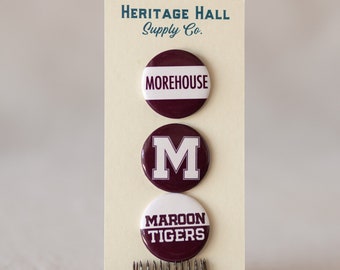 HERITAGE HALL
Supply Co.
MOREHOUSE
M
MAROON
TIGERS